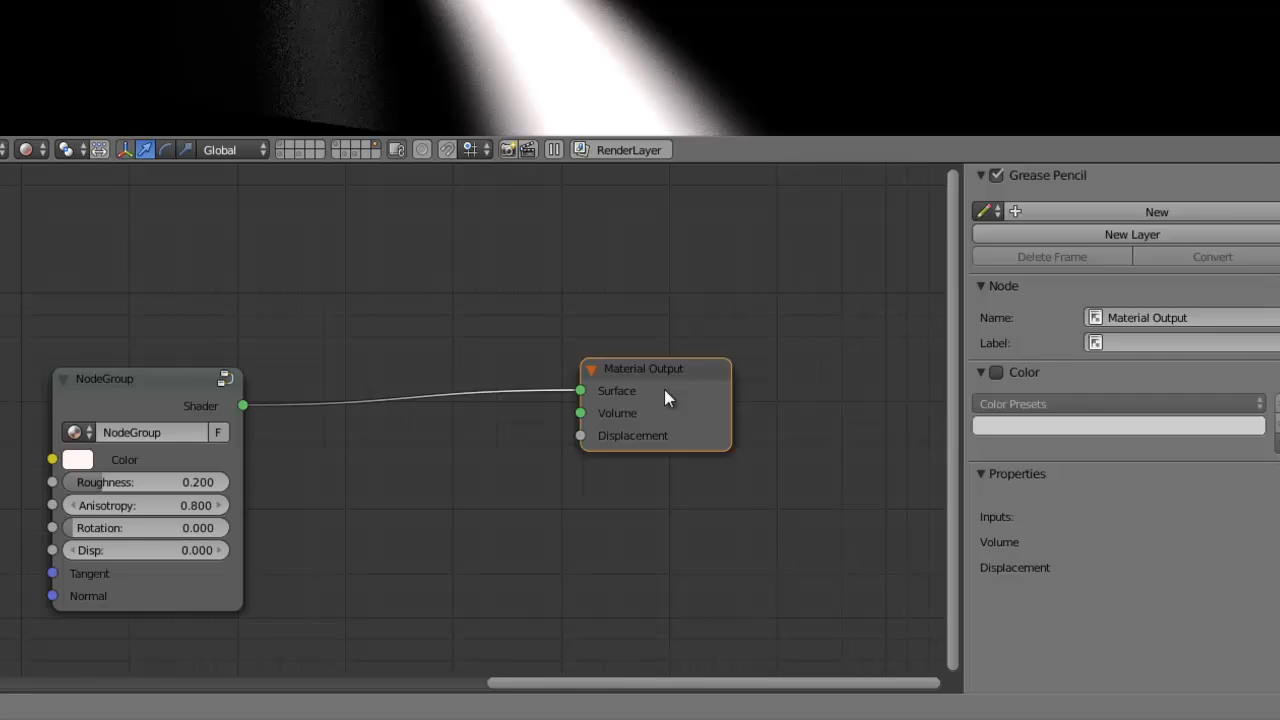 Global
RenderLayer
Grease Pencil
New
New Layer
Delete Frame
Convert
Node
Name:
Material Output
Label:
Color
Color Presets
Properties
Inputs:
Volume
Displacement
NodeGroup
Shader
NodeGroup
F
Color
Roughness: 0.200
Anisotropy: 0.800
Rotation: 0.000
Disp: 0.000
Tangent
Normal
Material Output
Surface
Volume
Displacement